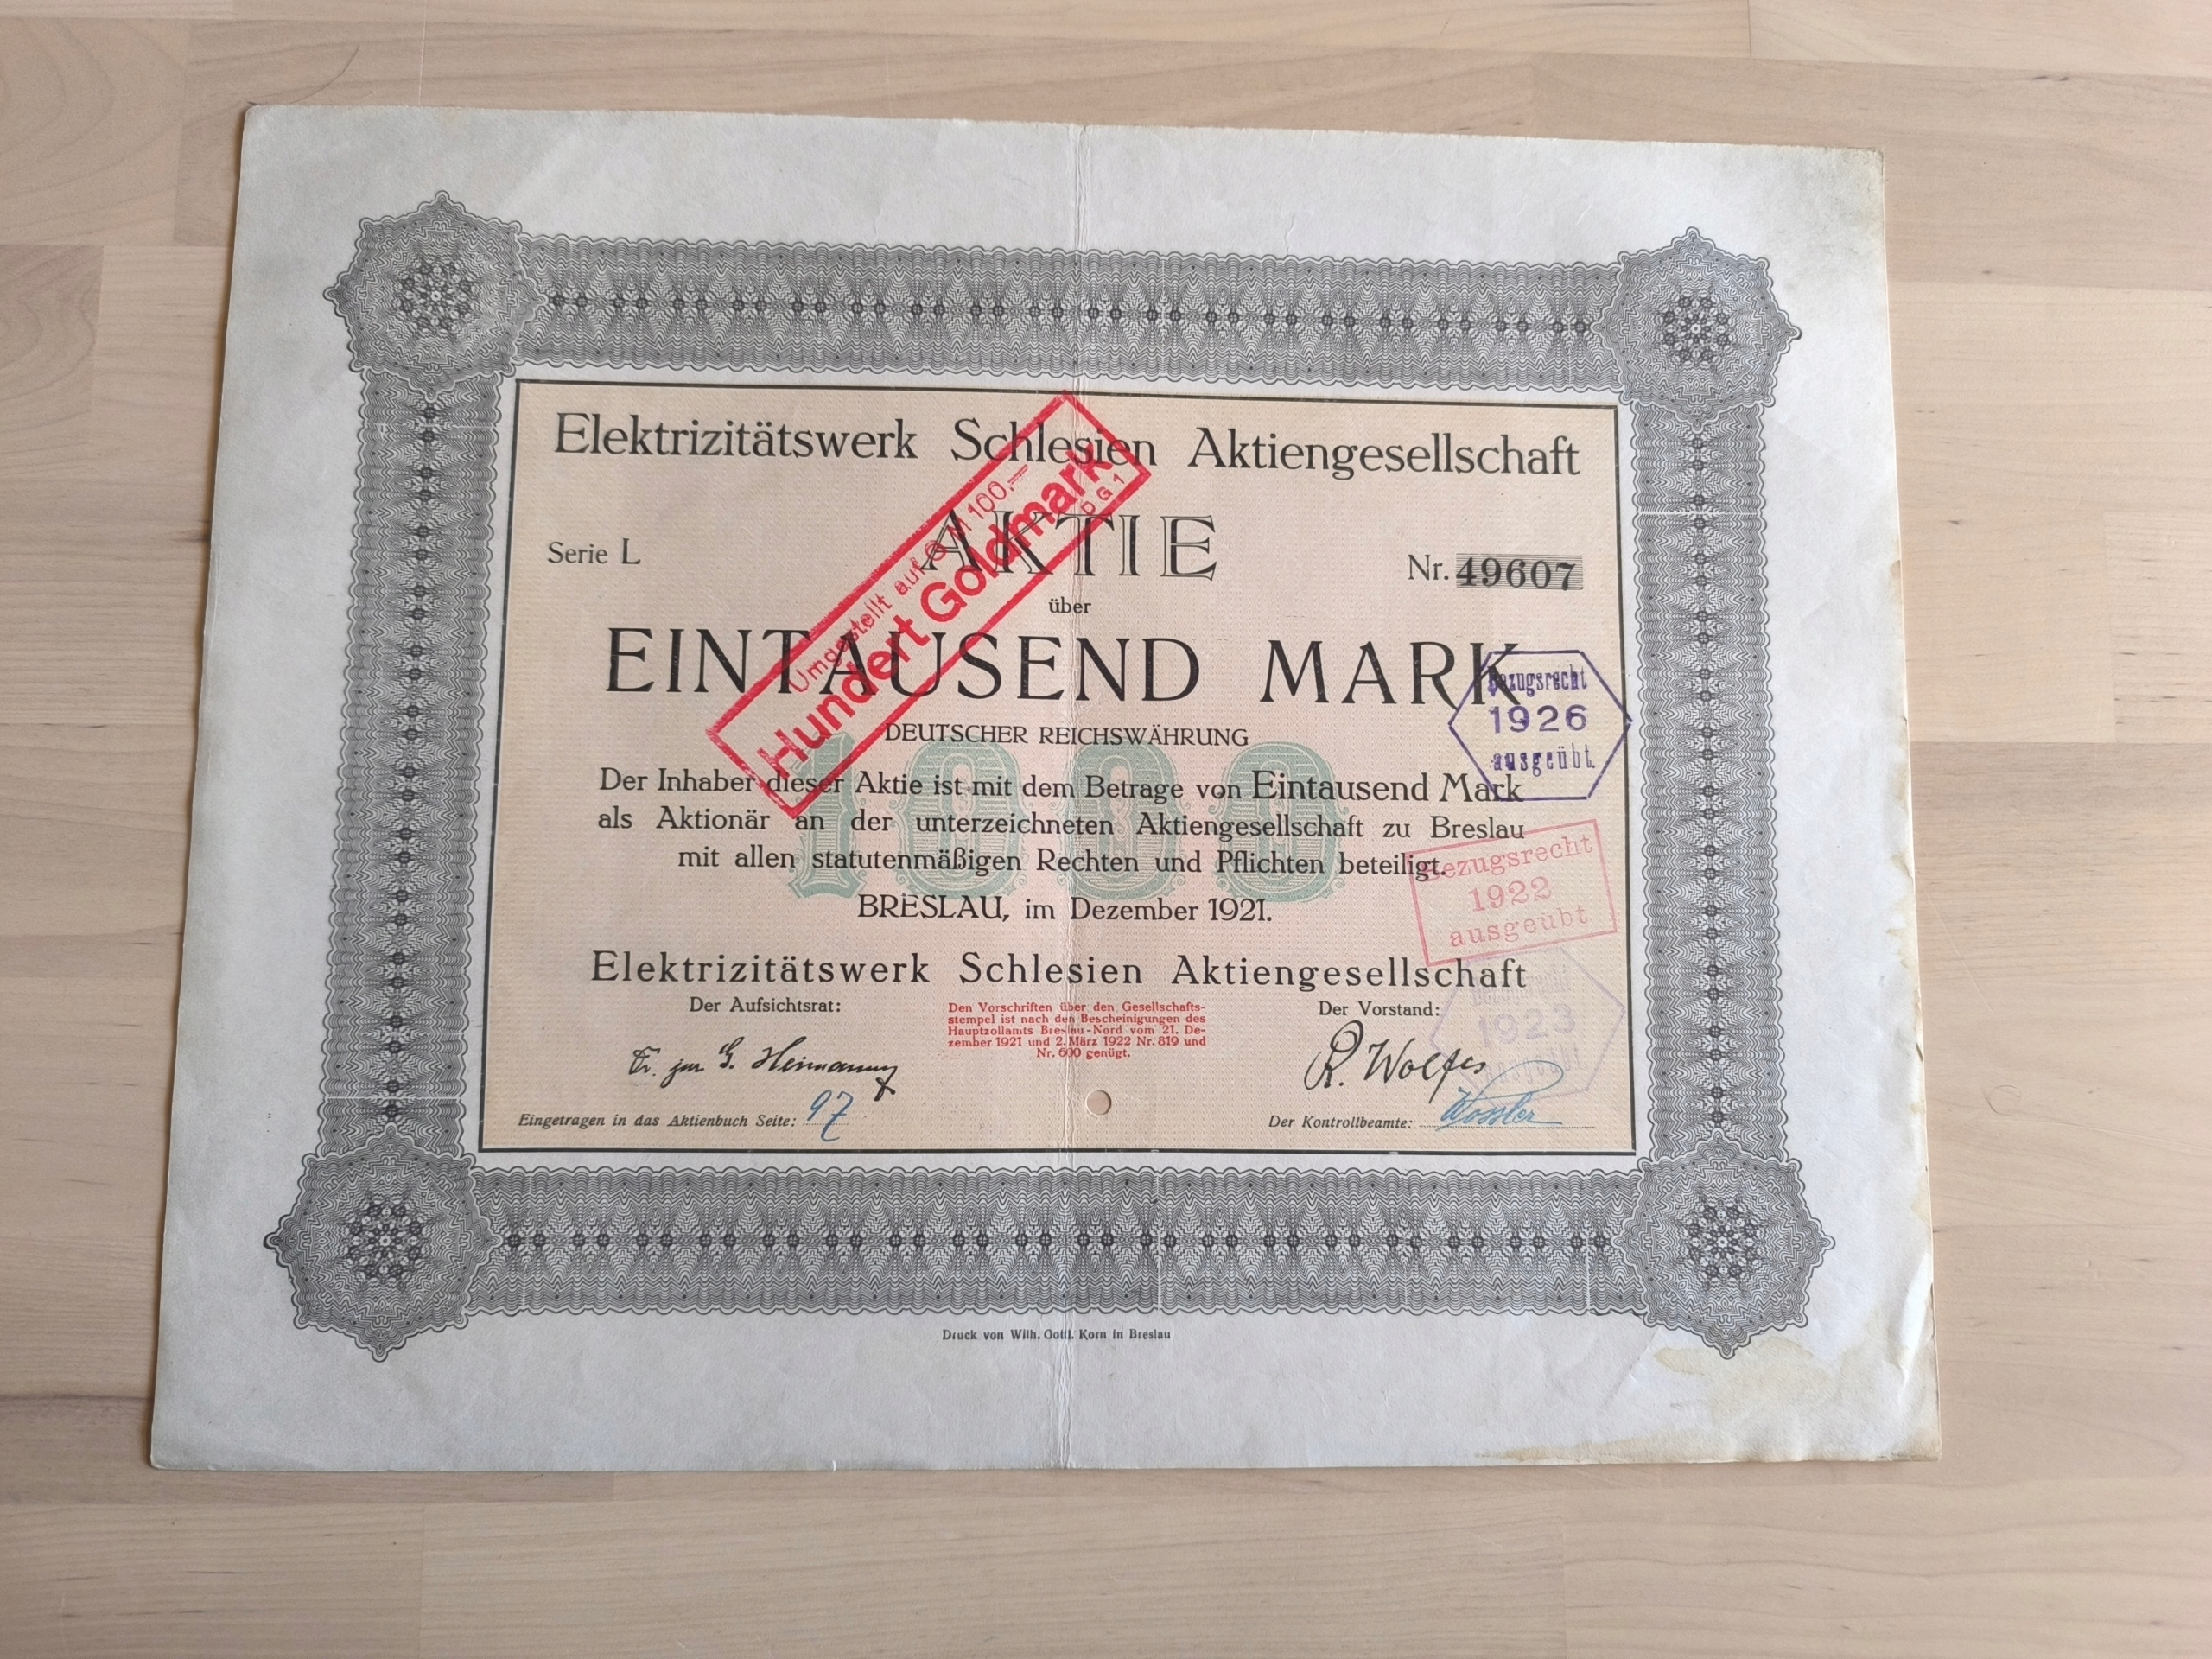 Elektrizitätswerk Schlesien Aktiengesellschaft
Umgestellt auf G M 100.-
Hundert Goldmark
D G 1
AKTIE
Serie L
Nr. 49607
über
EINTAUSEND MARK
DEUTSCHER REICHSWÄHRUNG
1000
Bezugsrecht
1926
ausgeübt.
Der Inhaber dieser Aktie ist mit dem Betrage von Eintausend Mark
als Aktionär an der unterzeichneten Aktiengesellschaft zu Breslau
mit allen statutenmäßigen Rechten und Pflichten beteiligt.
Bezugsrecht
1922
ausgeübt
BRESLAU, im Dezember 1921.
Elektrizitätswerk Schlesien Aktiengesellschaft
Bezugsrecht
1923
ausgeübt
Der Aufsichtsrat:
Den Vorschriften über den Gesellschafts-
stempel ist nach den Bescheinigungen des
Hauptzollamts Breslau-Nord vom 21. De-
zember 1921 und 2. März 1922 Nr. 819 und
Nr. 600 genügt.
Der Vorstand:
R. Wolfes
Eingetragen in das Aktienbuch Seite: 97
Der Kontrollbeamte:
Druck von Wilh. Gottl. Korn in Breslau